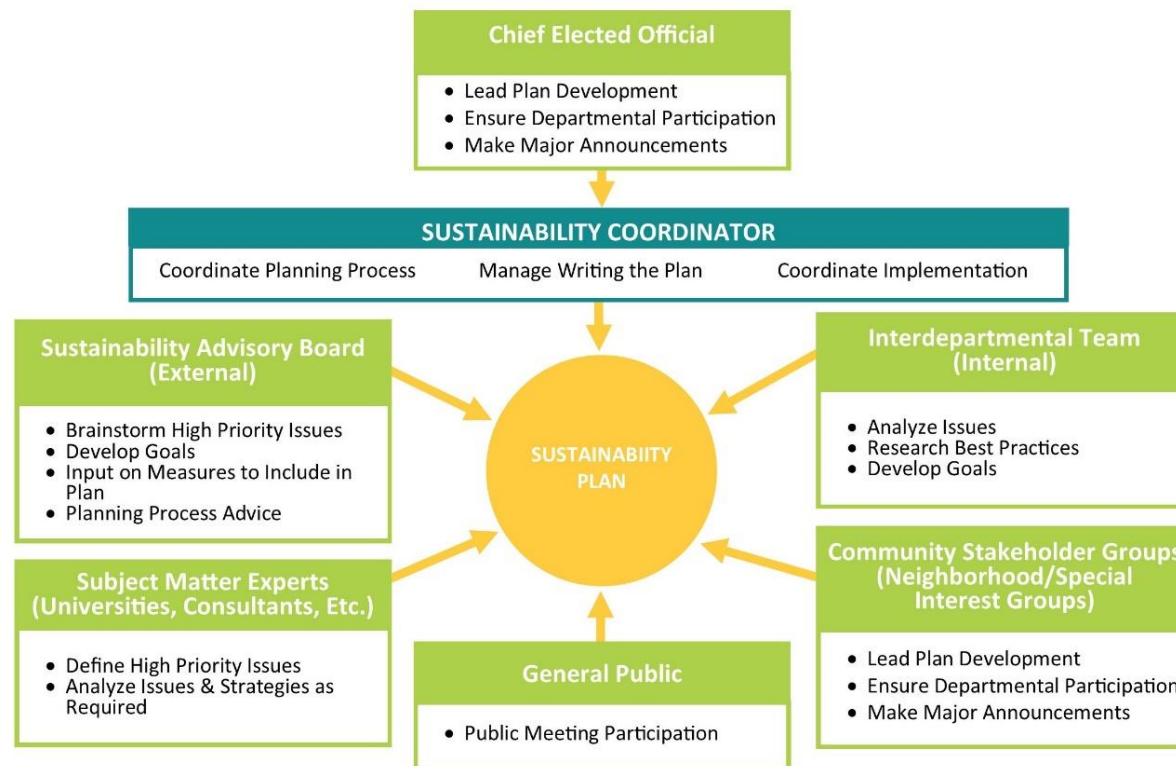 Chief Elected Official
• Lead Plan Development
• Ensure Departmental Participation
• Make Major Announcements
SUSTAINABILITY COORDINATOR
Coordinate Planning Process Manage Writing the Plan Coordinate Implementation
Sustainability Advisory Board
(External)
• Brainstorm High Priority Issues
• Develop Goals
• Input on Measures to Include in
Plan
• Planning Process Advice
Interdepartmental Team
(Internal)
• Analyze Issues
• Research Best Practices
• Develop Goals
SUSTAINABIITY
PLAN
Subject Matter Experts
(Universities, Consultants, Etc.)
• Define High Priority Issues
• Analyze Issues & Strategies as
Required
General Public
• Public Meeting Participation
Community Stakeholder Groups
(Neighborhood/Special
Interest Groups)
• Lead Plan Development
• Ensure Departmental Participation
• Make Major Announcements